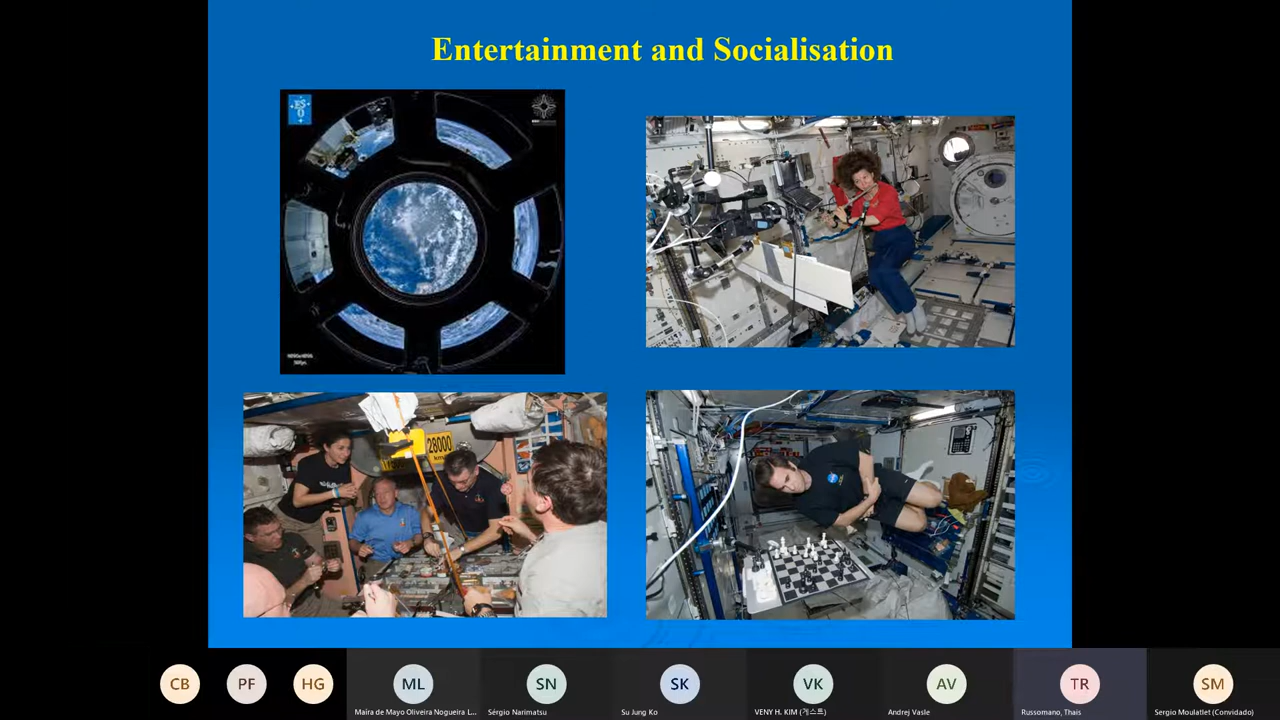 Entertainment and Socialisation
ES
O
28000
CB
PF
HG
ML
SN
SK
VK
AV
TR
SM
Maíra de Mayo Oliveira Nogueira L...
Sérgio Narimatsu
Su Jung Ko
VENY H. KIM (게스트)
Andrej Vasle
Russomano, Thais
Sergio Moulatlet (Convidado)